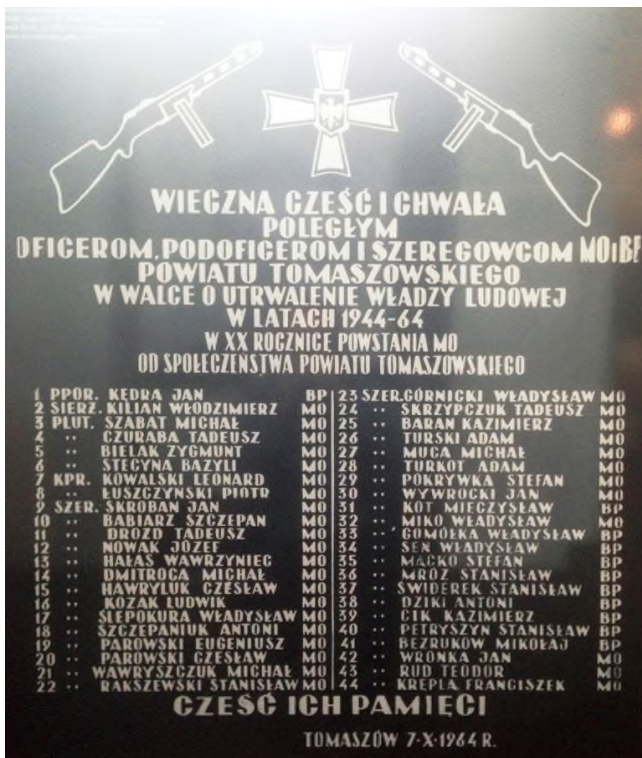 WIECZNA CZEŚĆ I CHWAŁA
POLEGŁYM
OFICEROM, PODOFICEROM I SZEREGOWCOM MO i BP
POWIATU TOMASZOWSKIEGO
W WALCE O UTRWALENIE WŁADZY LUDOWEJ
W LATACH 1944-64
W XX ROCZNICĘ POWSTANIA MO
OD SPOŁECZEŃSTWA POWIATU TOMASZOWSKIEGO
1 PPOR. KĘDRA JAN BP
2 SIERŻ. KILIAN WŁODZIMIERZ MO
3 PLUT. SZABAT MICHAŁ MO
4 ,, CZURABA TADEUSZ MO
5 ,, BIELAK ZYGMUNT MO
6 ,, STECYNA BAZYLI MO
7 KPR. KOWALSKI LEONARD MO
8 ,, ŁUSZCZYŃSKI PIOTR MO
9 SZER. SKROBAN JAN MO
10 ,, BABIARZ SZCZEPAN MO
11 ,, DROZD TADEUSZ MO
12 ,, NOWAK JÓZEF MO
13 ,, HAŁAS WAWRZYNIEC MO
14 ,, DMITROCA MICHAŁ MO
15 ,, HAWRYLUK CZESŁAW MO
16 ,, KOZAK LUDWIK MO
17 ,, ŚLEPOKURA WŁADYSŁAW MO
18 ,, SZCZEPANIUK ANTONI MO
19 ,, PAROWSKI EUGENIUSZ MO
20 ,, PAROWSKI CZESŁAW MO
21 ,, WAWRYSZCZUK MICHAŁ MO
22 ,, RAKSZEWSKI STANISŁAW MO
23 SZER. GÓRNICKI WŁADYSŁAW MO
24 ,, SKRZYPCZUK TADEUSZ MO
25 ,, BARAN KAZIMIERZ MO
26 ,, TURSKI ADAM MO
27 ,, MUCA MICHAŁ MO
28 ,, TURKOT ADAM MO
29 ,, POKRYWKA STEFAN MO
30 ,, WYWROCKI JAN MO
31 ,, KOT MIECZYSŁAW BP
32 ,, MIKO WŁADYSŁAW MO
33 ,, GOMÓŁKA WŁADYSŁAW BP
34 ,, SEN WŁADYSŁAW BP
35 ,, MAĆKO STEFAN BP
36 ,, MRÓZ STANISŁAW BP
37 ,, ŚWIDEREK STANISŁAW BP
38 ,, DZIKI ANTONI BP
39 ,, CIK KAZIMIERZ BP
40 ,, PETRYSZYN STANISŁAW BP
41 ,, BEZRUKOW MIKOŁAJ BP
42 ,, WRONKA JAN MO
43 ,, RUD TEODOR MO
44 ,, KREPLA FRANCISZEK MO
CZEŚĆ ICH PAMIĘCI
TOMASZÓW 7·X·1964 R.